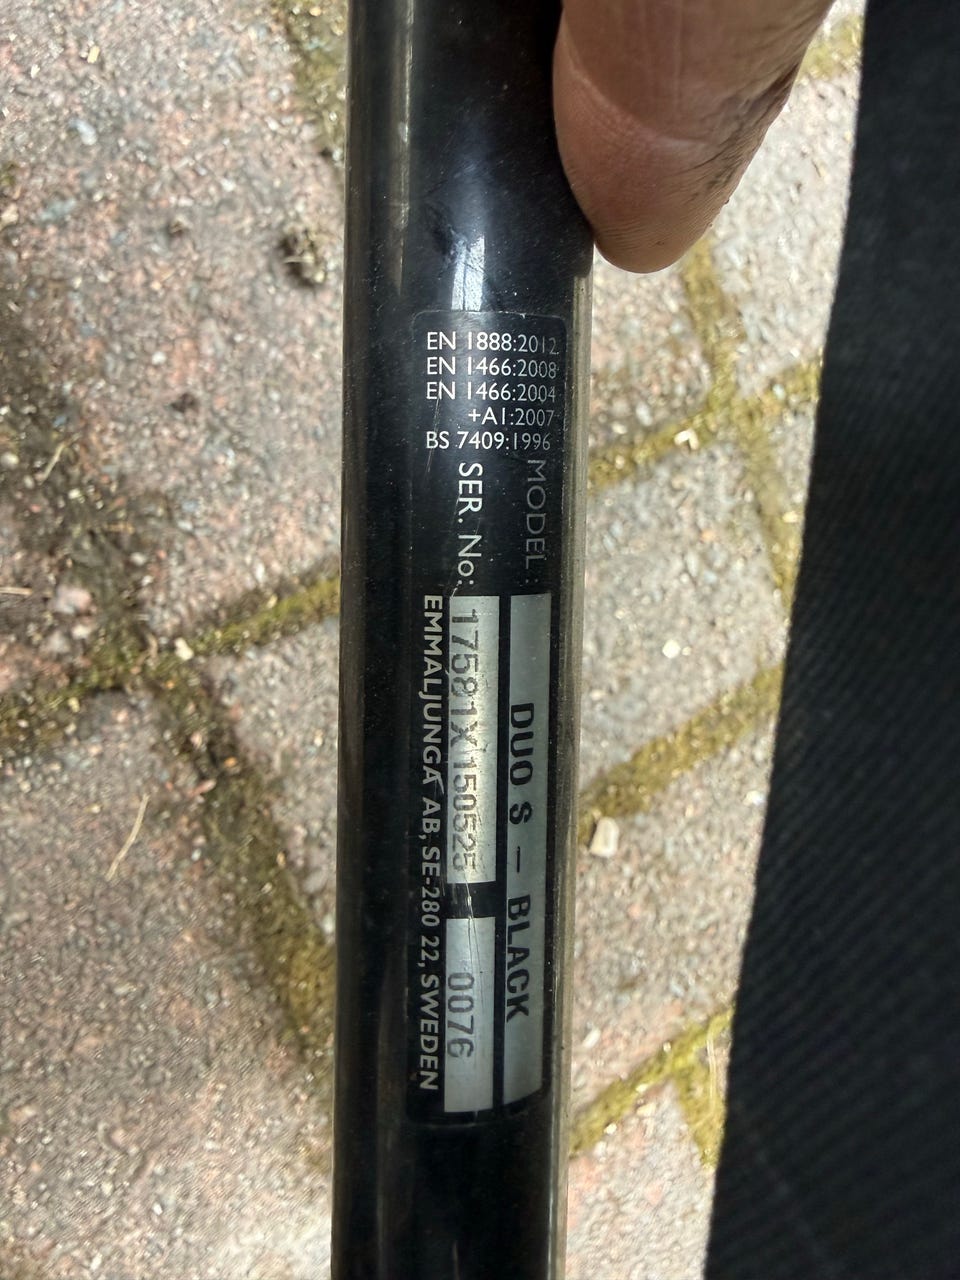 EN 1888:2012
EN 1466:2008
EN 1466:2004
+A1:2007
BS 7409:1996
MODEL: DUO S - BLACK
SER. No: 17581X150525 0076
EMMALJUNGA AB, SE-280 22, SWEDEN